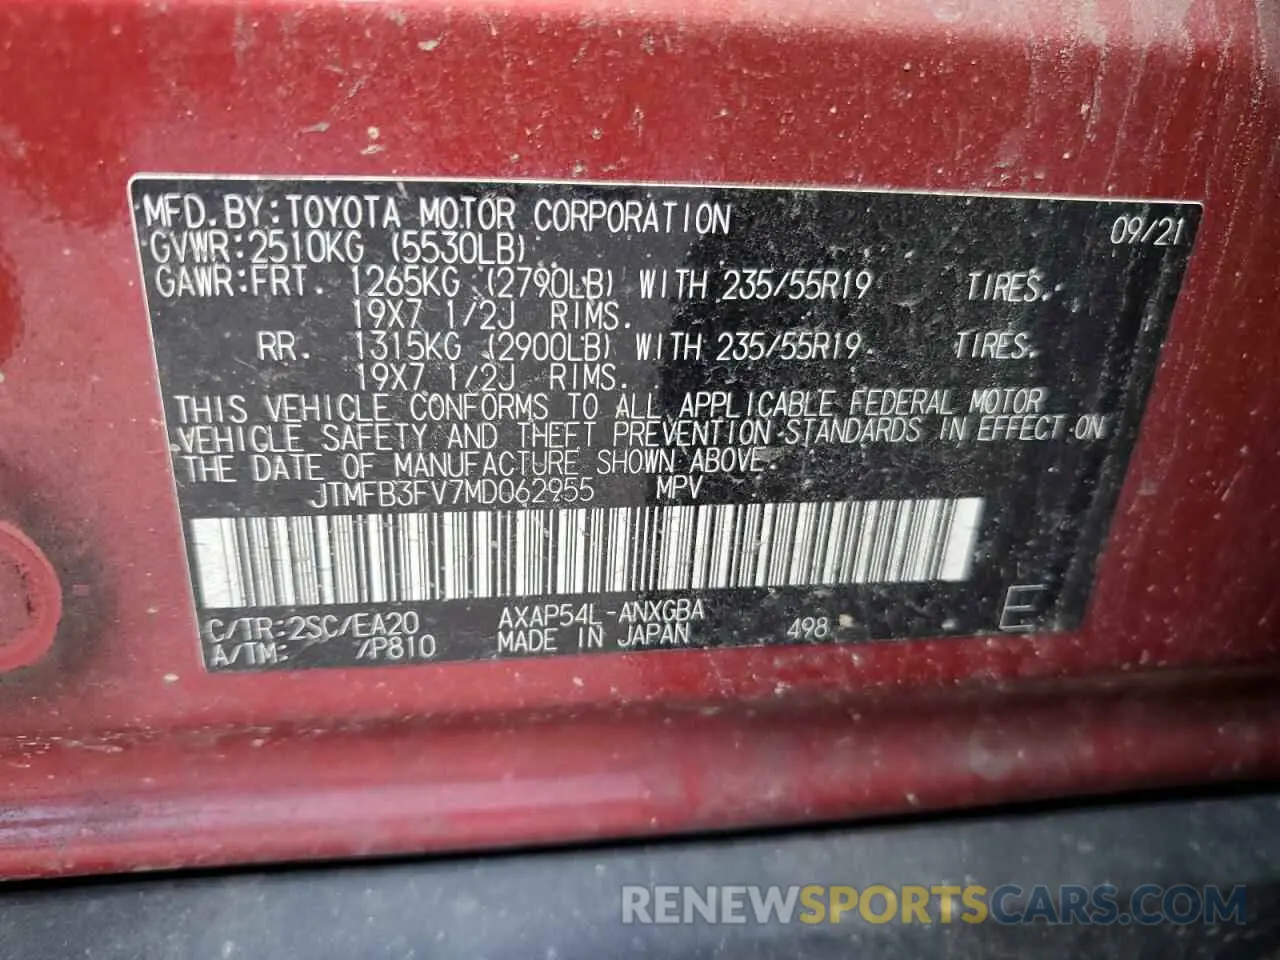 MFD.BY:TOYOTA MOTOR CORPORATION 09/21
GVWR:2510KG (5530LB)
GAWR:FRT. 1265KG (2790LB) WITH 235/55R19 TIRES.
19X7 1/2J RIMS.
RR. 1315KG (2900LB) WITH 235/55R19 TIRES.
19X7 1/2J RIMS.
THIS VEHICLE CONFORMS TO ALL APPLICABLE FEDERAL MOTOR
VEHICLE SAFETY AND THEFT PREVENTION STANDARDS IN EFFECT ON
THE DATE OF MANUFACTURE SHOWN ABOVE.
JTMFB3FV7MD062955 MPV
C/TR:2SC/EA20 AXAP54L-ANXGBA
A/TM: /P810 MADE IN JAPAN 498 E
RENEWSPORTSCARS.COM